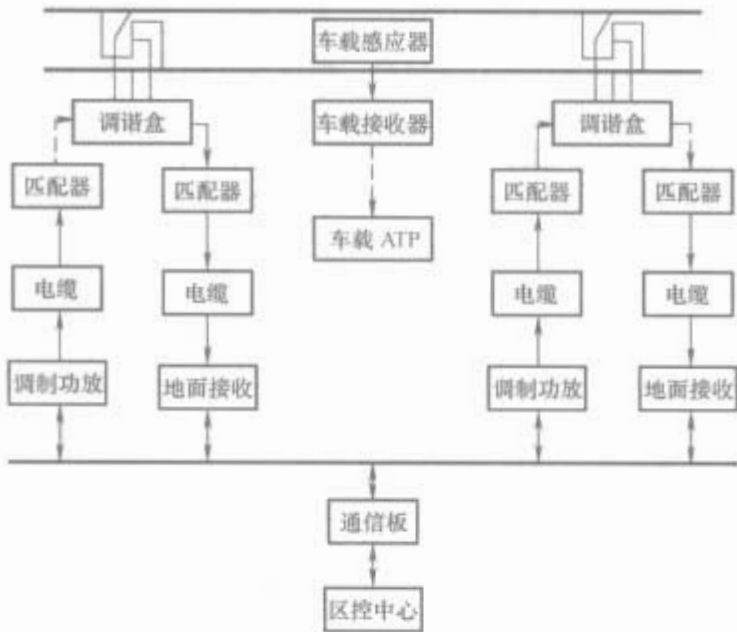 车载感应器
调谐盒
车载接收器
调谐盒
匹配器
匹配器
匹配器
匹配器
车载 ATP
电缆
电缆
电缆
电缆
调制功放
地面接收
调制功放
地面接收
通信板
区控中心